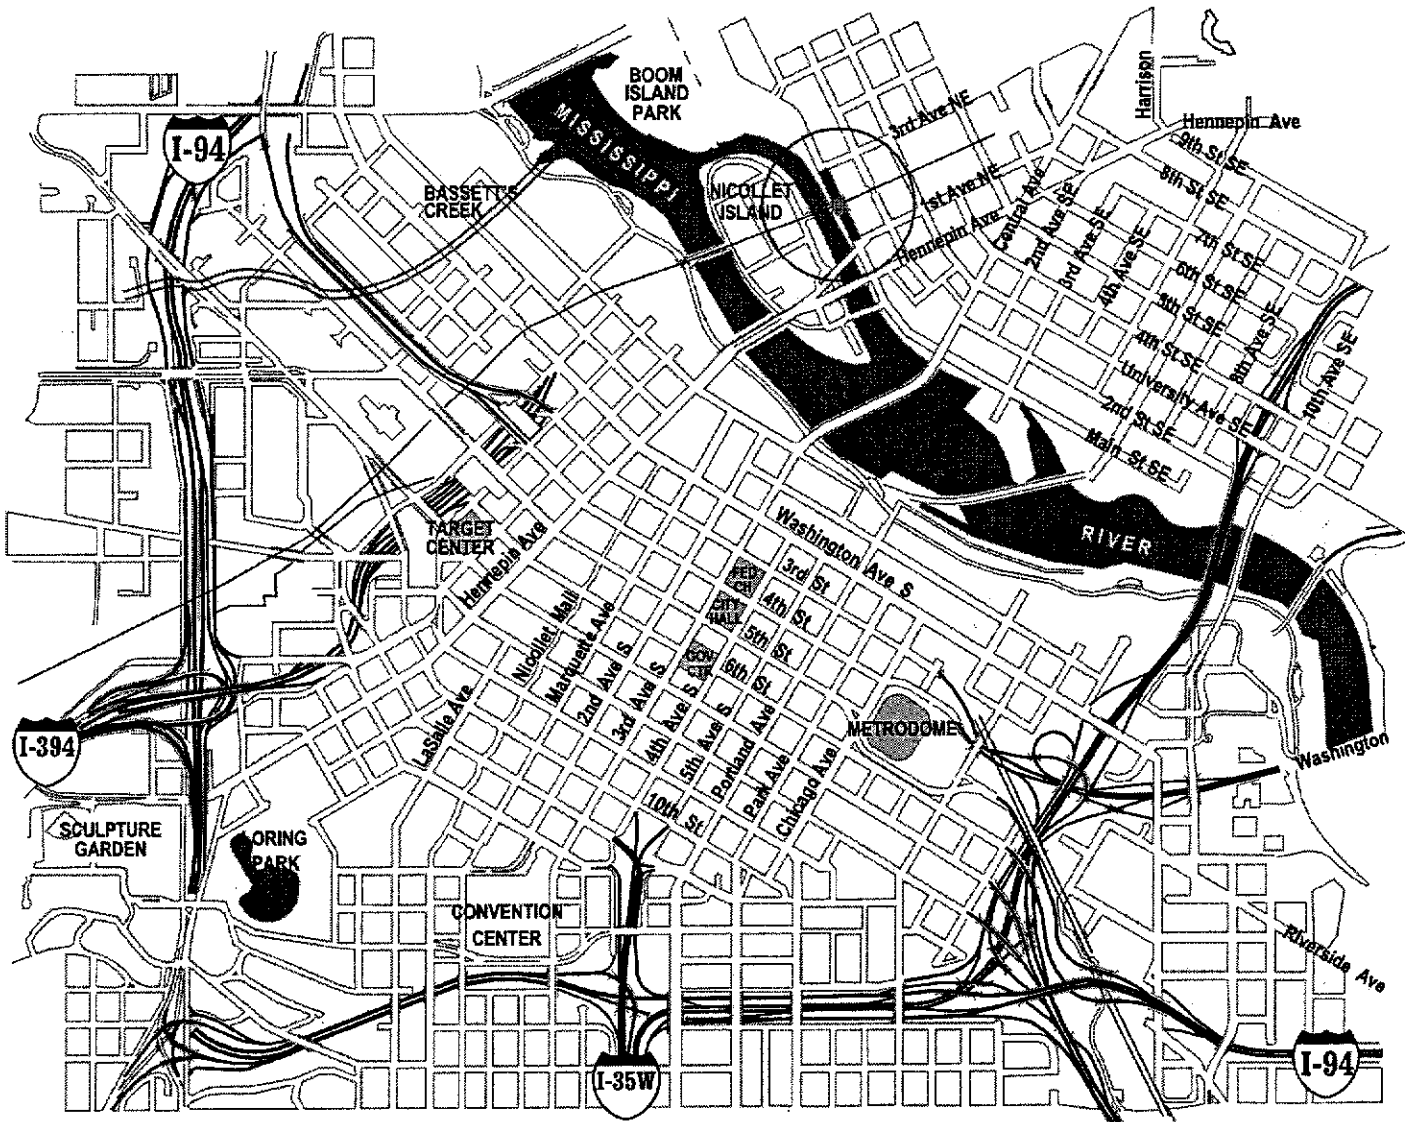 BOOM
ISLAND
PARK
Harrison
3rd Ave NE
Hennepin Ave
I-94
MISSISSIPPI
9th St SE
8th St SE
BASSETT'S
CREEK
NICOLLET
ISLAND
1st Ave NE
Hennepin Ave
Central Ave
2nd Ave SE
3rd Ave SE
4th Ave SE
7th St SE
6th St SE
5th St SE
4th St SE
8th Ave SE
10th Ave SE
University Ave SE
2nd St SE
Main St SE
TARGET
CENTER
Hennepin Ave
Washington Ave S
RIVER
3rd St
FED
CH
CITY
HALL
4th St
5th St
GOV
CTR
6th St
Nicollet Mall
Marquette Ave
2nd Ave S
3rd Ave S
4th Ave S
5th Ave S
Portland Ave
Park Ave
Chicago Ave
LaSalle Ave
METRODOME
I-394
Washington
10th St
SCULPTURE
GARDEN
LORING
PARK
CONVENTION
CENTER
Riverside Ave
I-35W
I-94